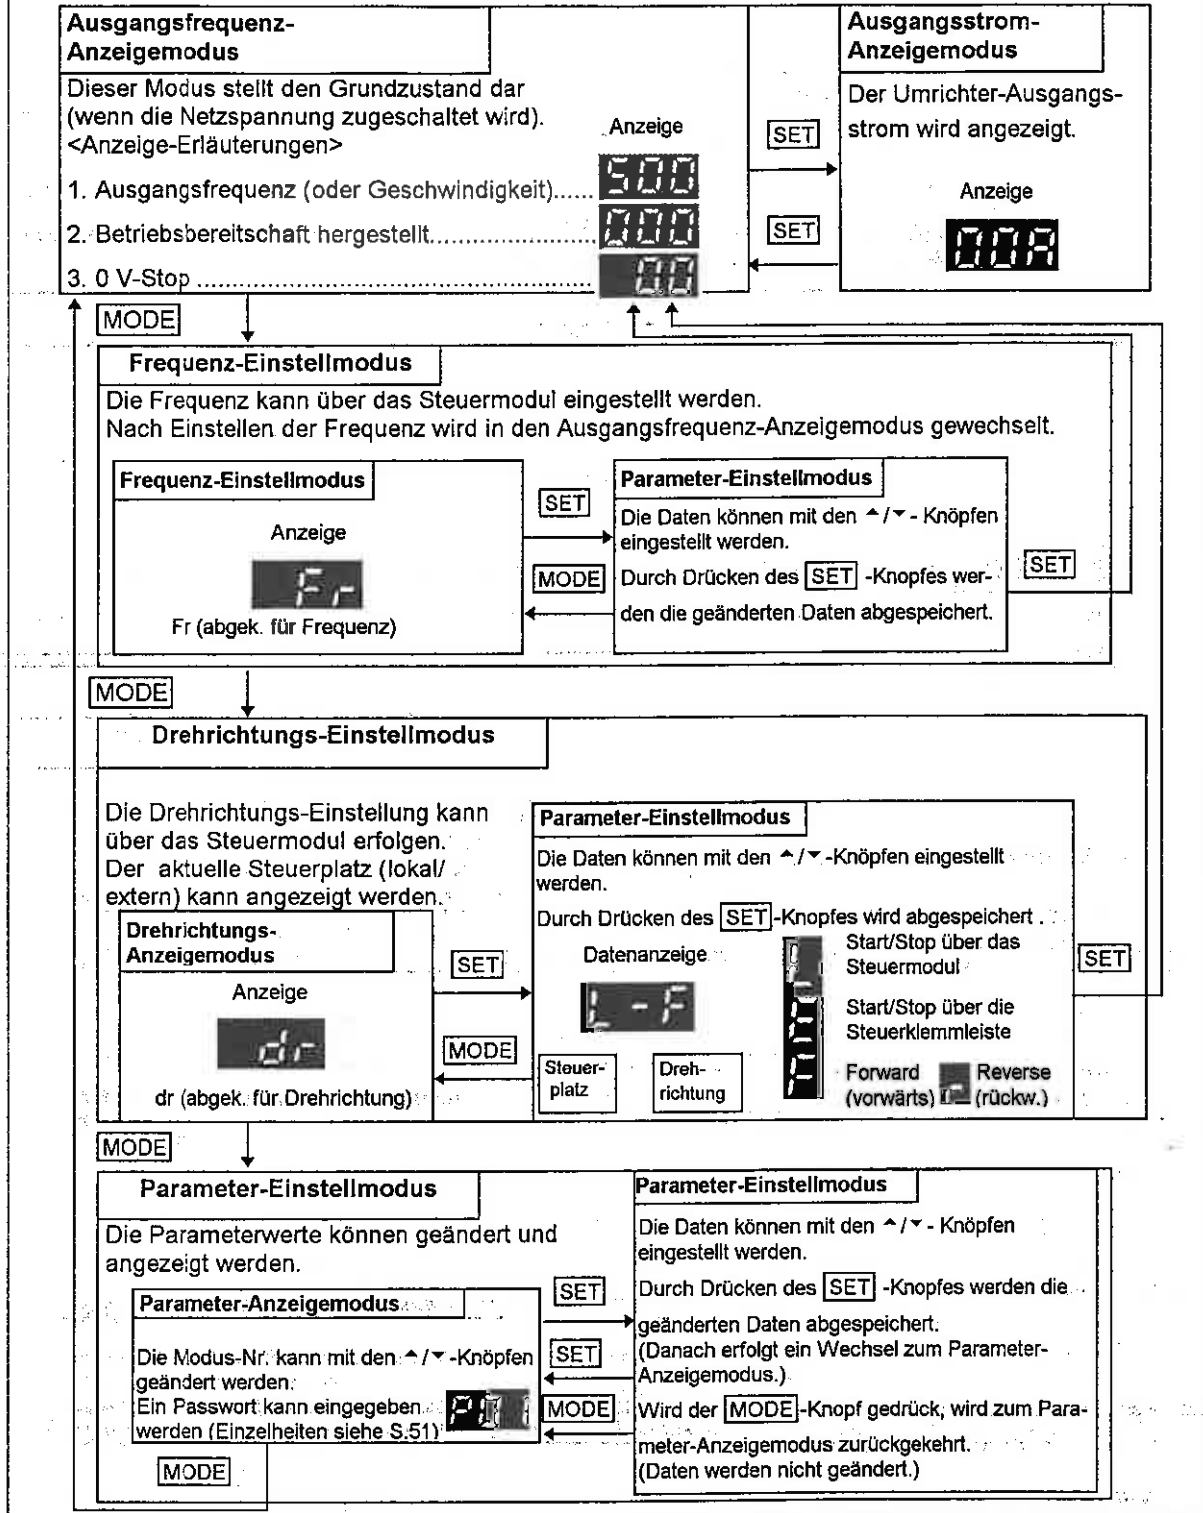 Ausgangsfrequenz-
Anzeigemodus
Dieser Modus stellt den Grundzustand dar
(wenn die Netzspannung zugeschaltet wird).
<Anzeige-Erläuterungen>
Anzeige
1. Ausgangsfrequenz (oder Geschwindigkeit)......
500
2. Betriebsbereitschaft hergestellt.......................
000
3. 0 V-Stop .......................................................
00
SET
SET
Ausgangsstrom-
Anzeigemodus
Der Umrichter-Ausgangs-
strom wird angezeigt.
Anzeige
00A
MODE
Frequenz-Einstellmodus
Die Frequenz kann über das Steuermodul eingestellt werden.
Nach Einstellen der Frequenz wird in den Ausgangsfrequenz-Anzeigemodus gewechselt.
Frequenz-Einstellmodus
Anzeige
Fr
Fr (abgek. für Frequenz)
SET
MODE
Parameter-Einstellmodus
Die Daten können mit den ▲/▼- Knöpfen
eingestellt werden.
Durch Drücken des SET -Knopfes wer-
den die geänderten Daten abgespeichert.
SET
MODE
Drehrichtungs-Einstellmodus
Die Drehrichtungs-Einstellung kann
über das Steuermodul erfolgen.
Der aktuelle Steuerplatz (lokal/
extern) kann angezeigt werden.
Drehrichtungs-
Anzeigemodus
Anzeige
dr
dr (abgek. für Drehrichtung)
SET
MODE
Parameter-Einstellmodus
Die Daten können mit den ▲/▼-Knöpfen eingestellt
werden.
Durch Drücken des SET-Knopfes wird abgespeichert .
Datenanzeige
L-F
Steuer-
platz
Dreh-
richtung
L
Start/Stop über das
Steuermodul
E
Start/Stop über die
Steuerklemmleiste
F
Forward
(vorwärts)
r
Reverse
(rückw.)
SET
MODE
Parameter-Einstellmodus
Die Parameterwerte können geändert und
angezeigt werden.
Parameter-Anzeigemodus
Die Modus-Nr. kann mit den ▲/▼-Knöpfen
geändert werden.
Ein Passwort kann eingegeben
werden (Einzelheiten siehe S.51)
SET
SET
MODE
Parameter-Einstellmodus
Die Daten können mit den ▲/▼- Knöpfen
eingestellt werden.
Durch Drücken des SET -Knopfes werden die
geänderten Daten abgespeichert.
(Danach erfolgt ein Wechsel zum Parameter-
Anzeigemodus.)
Wird der MODE-Knopf gedrück, wird zum Para-
meter-Anzeigemodus zurückgekehrt.
(Daten werden nicht geändert.)
MODE